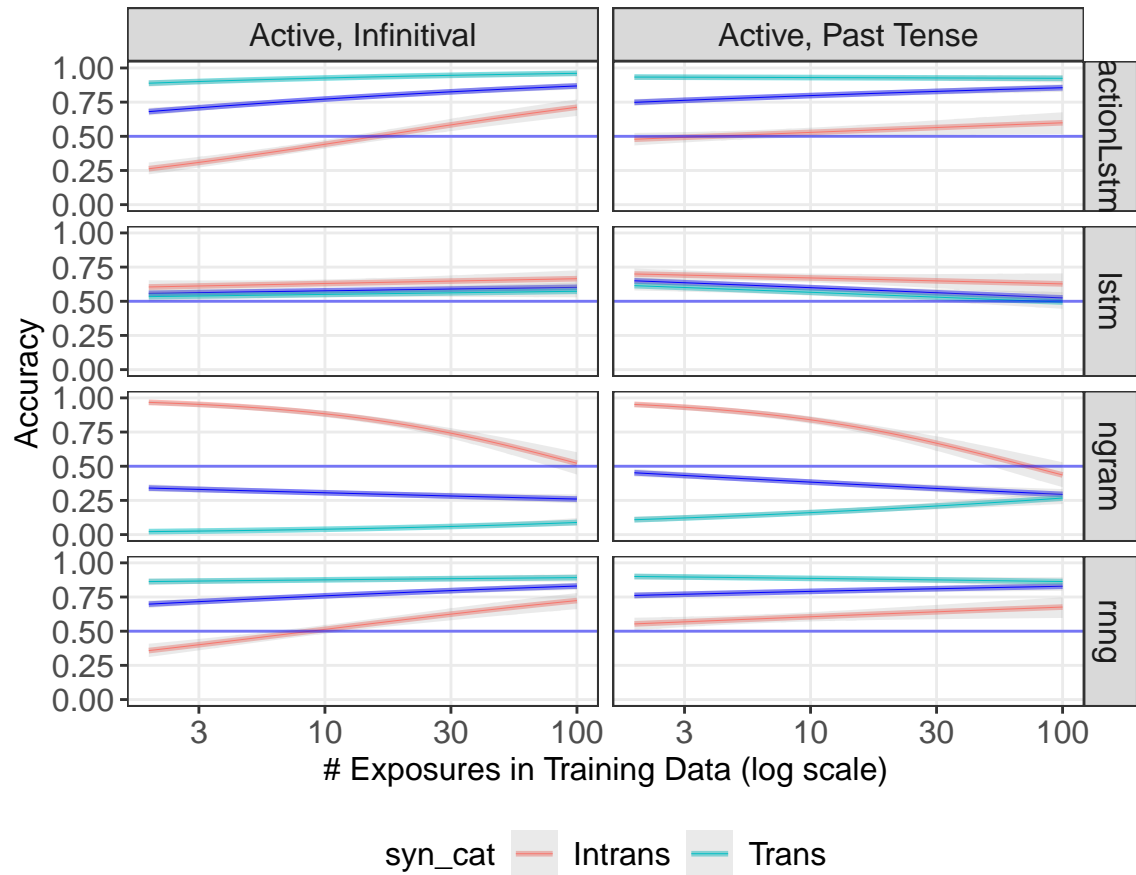 Active, Infinitival
Active, Past Tense
1.00
0.75
0.50
0.25
0.00
actionLstm
1.00
0.75
0.50
0.25
0.00
lstm
1.00
0.75
0.50
0.25
0.00
ngram
1.00
0.75
0.50
0.25
0.00
rnng
Accuracy
3 10 30 100
3 10 30 100
# Exposures in Training Data (log scale)
syn_cat Intrans Trans